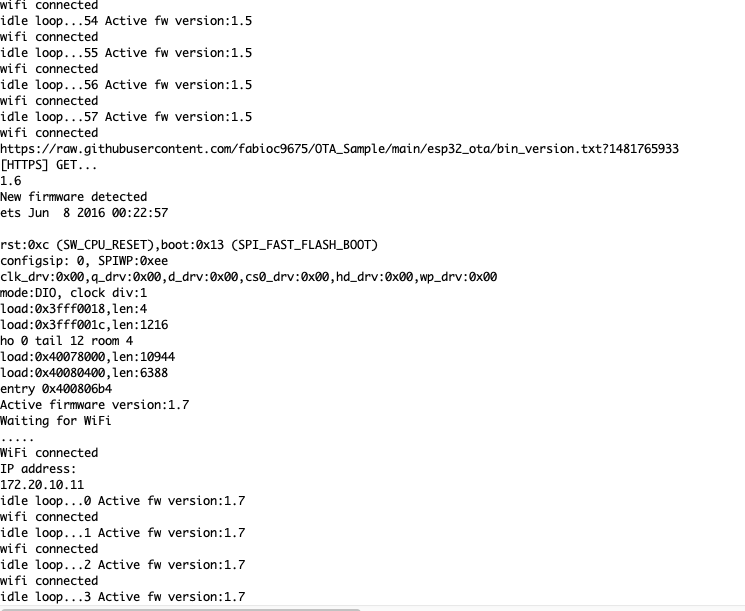 wifi connected
idle loop...54 Active fw version:1.5
wifi connected
idle loop...55 Active fw version:1.5
wifi connected
idle loop...56 Active fw version:1.5
wifi connected
idle loop...57 Active fw version:1.5
wifi connected
https://raw.githubusercontent.com/fabioc9675/OTA_Sample/main/esp32_ota/bin_version.txt?1481765933
[HTTPS] GET...
1.6
New firmware detected
ets Jun  8 2016 00:22:57

rst:0xc (SW_CPU_RESET),boot:0x13 (SPI_FAST_FLASH_BOOT)
configsip: 0, SPIWP:0xee
clk_drv:0x00,q_drv:0x00,d_drv:0x00,cs0_drv:0x00,hd_drv:0x00,wp_drv:0x00
mode:DIO, clock div:1
load:0x3fff0018,len:4
load:0x3fff001c,len:1216
ho 0 tail 12 room 4
load:0x40078000,len:10944
load:0x40080400,len:6388
entry 0x400806b4
Active firmware version:1.7
Waiting for WiFi
.....
WiFi connected
IP address:
172.20.10.11
idle loop...0 Active fw version:1.7
wifi connected
idle loop...1 Active fw version:1.7
wifi connected
idle loop...2 Active fw version:1.7
wifi connected
idle loop...3 Active fw version:1.7